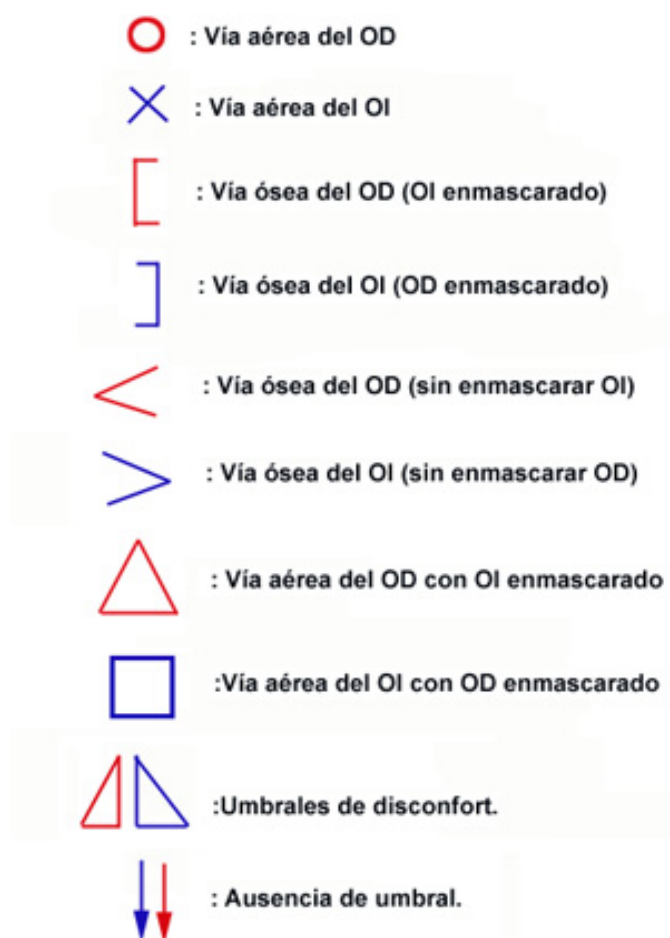 : Vía aérea del OD
: Vía aérea del OI
: Vía ósea del OD (OI enmascarado)
: Vía ósea del OI (OD enmascarado)
: Vía ósea del OD (sin enmascarar OI)
: Vía ósea del OI (sin enmascarar OD)
: Vía aérea del OD con OI enmascarado
:Vía aérea del OI con OD enmascarado
:Umbrales de disconfort.
: Ausencia de umbral.